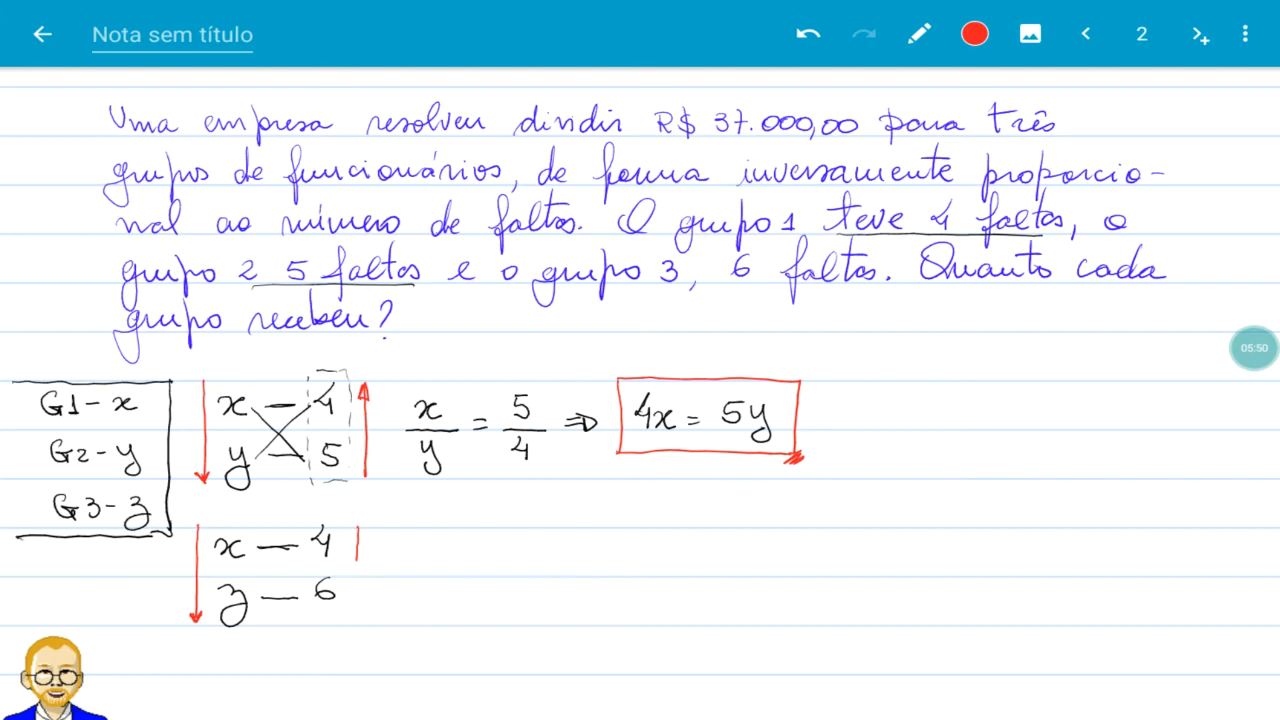 Nota sem título
2
Uma empresa resolveu dividir R$ 37.000,00 para três
grupos de funcionários, de forma inversamente proporcio-
nal ao número de faltas. O grupo 1 teve 4 faltas, o
grupo 2 5 faltas e o grupo 3, 6 faltas. Quanto cada
grupo recebeu?
05:50
G1 - x
G2 - y
G3 - z
x — 4
y — 5
x/y = 5/4 ⇒ 4x = 5y
x — 4
z — 6